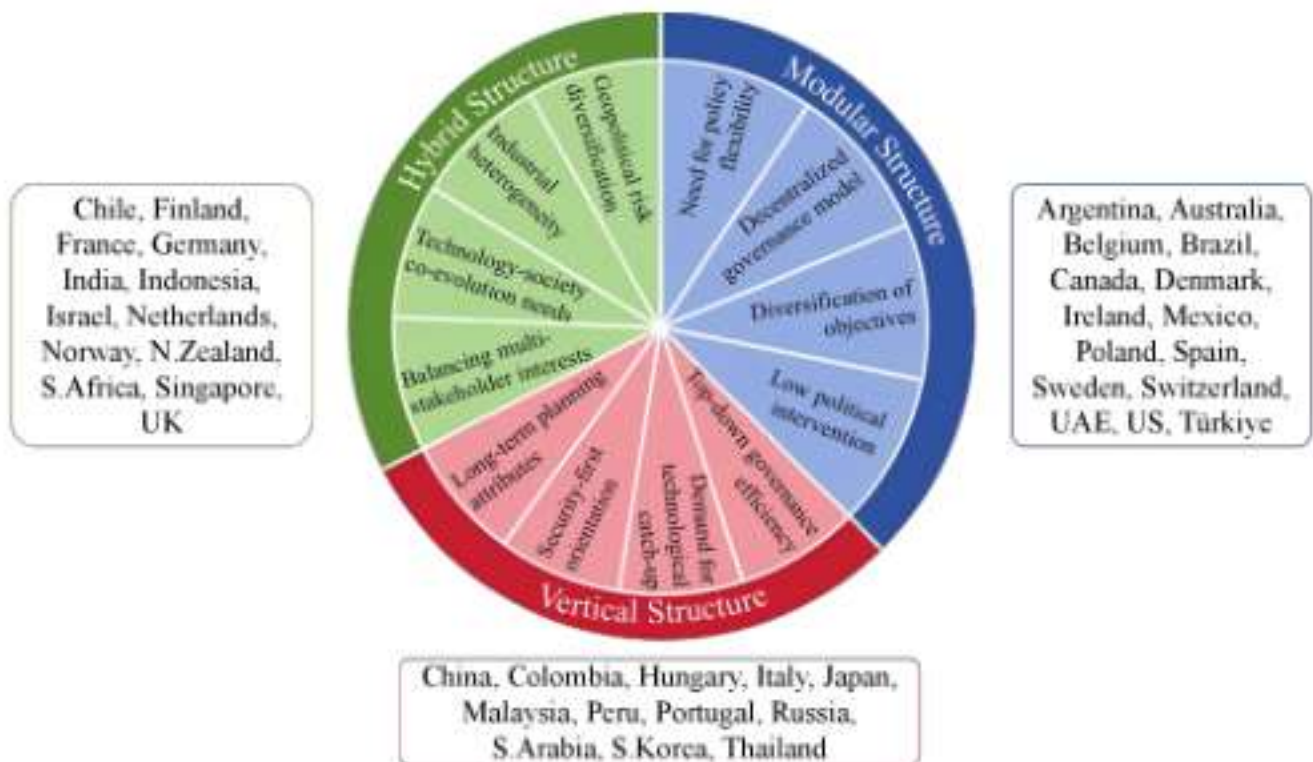 Hybrid Structure
Geopolitical risk
diversification
Industrial
heterogeneity
Technology-society
co-evolution needs
Balancing multi-
stakeholder interests
Modular Structure
Need for policy
flexibility
Decentralized
governance model
Diversification of
objectives
Low political
intervention
Vertical Structure
Top-down governance
efficiency
Demand for
technological
catch-up
Security-first
orientation
Long-term planning
attributes
Chile, Finland,
France, Germany,
India, Indonesia,
Israel, Netherlands,
Norway, N.Zealand,
S.Africa, Singapore,
UK
Argentina, Australia,
Belgium, Brazil,
Canada, Denmark,
Ireland, Mexico,
Poland, Spain,
Sweden, Switzerland,
UAE, US, Türkiye
China, Colombia, Hungary, Italy, Japan,
Malaysia, Peru, Portugal, Russia,
S.Arabia, S.Korea, Thailand